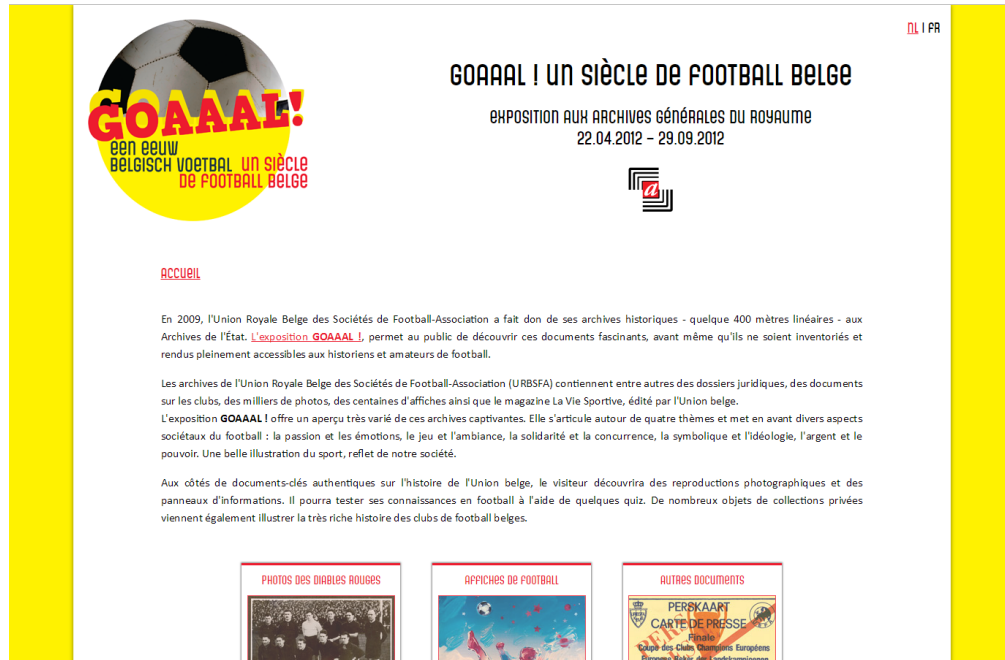 NL | FR
GOAAAL!
een eeuw
BELGISCH VOETBAL un siècle
de football belge
GOAAAL ! un siècle de football belge
exposition aux archives générales du royaume
22.04.2012 – 29.09.2012
a
Accueil
En 2009, l'Union Royale Belge des Sociétés de Football-Association a fait don de ses archives historiques - quelque 400 mètres linéaires - aux
Archives de l'État. L'exposition GOAAAL !, permet au public de découvrir ces documents fascinants, avant même qu'ils ne soient inventoriés et
rendus pleinement accessibles aux historiens et amateurs de football.
Les archives de l'Union Royale Belge des Sociétés de Football-Association (URBSFA) contiennent entre autres des dossiers juridiques, des documents
sur les clubs, des milliers de photos, des centaines d'affiches ainsi que le magazine La Vie Sportive, édité par l'Union belge.
L'exposition GOAAAL ! offre un aperçu très varié de ces archives captivantes. Elle s'articule autour de quatre thèmes et met en avant divers aspects
sociétaux du football : la passion et les émotions, le jeu et l'ambiance, la solidarité et la concurrence, la symbolique et l'idéologie, l'argent et le
pouvoir. Une belle illustration du sport, reflet de notre société.
Aux côtés de documents-clés authentiques sur l'histoire de l'Union belge, le visiteur découvrira des reproductions photographiques et des
panneaux d'informations. Il pourra tester ses connaissances en football à l'aide de quelques quiz. De nombreux objets de collections privées
viennent également illustrer la très riche histoire des clubs de football belges.
Photos des Diables Rouges
Affiches de football
Autres documents
PERSKAART
CARTE DE PRESSE
Finale
Coupe des Clubs Champions Européens